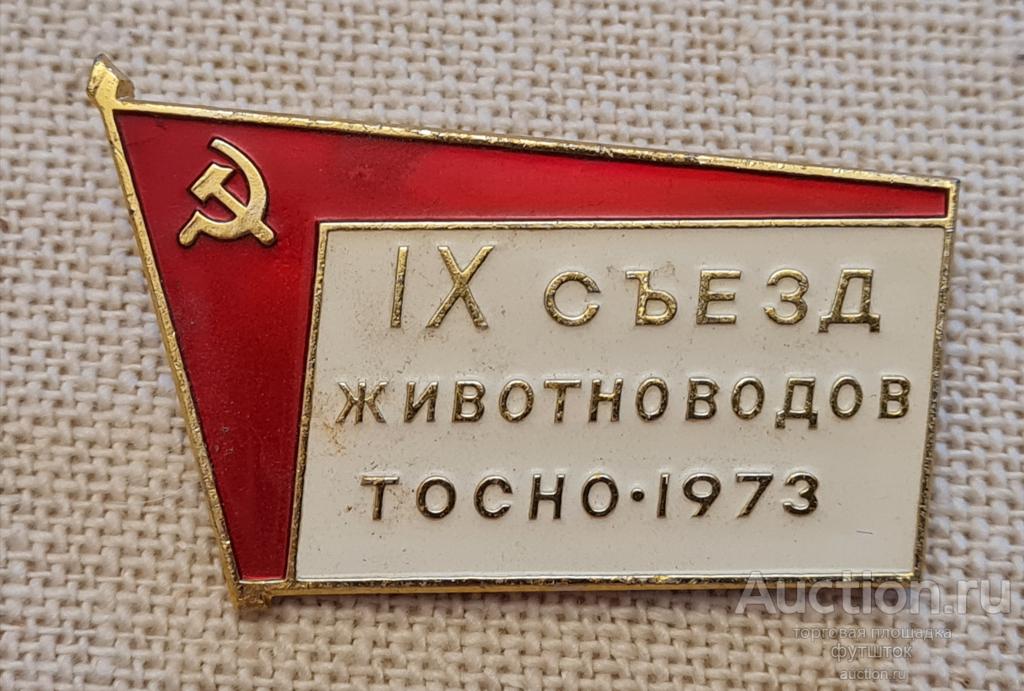 IX СЪЕЗД
ЖИВОТНОВОДОВ
ТОСНО·1973
Auction.ru
торговая площадка
футшток
auction.ru